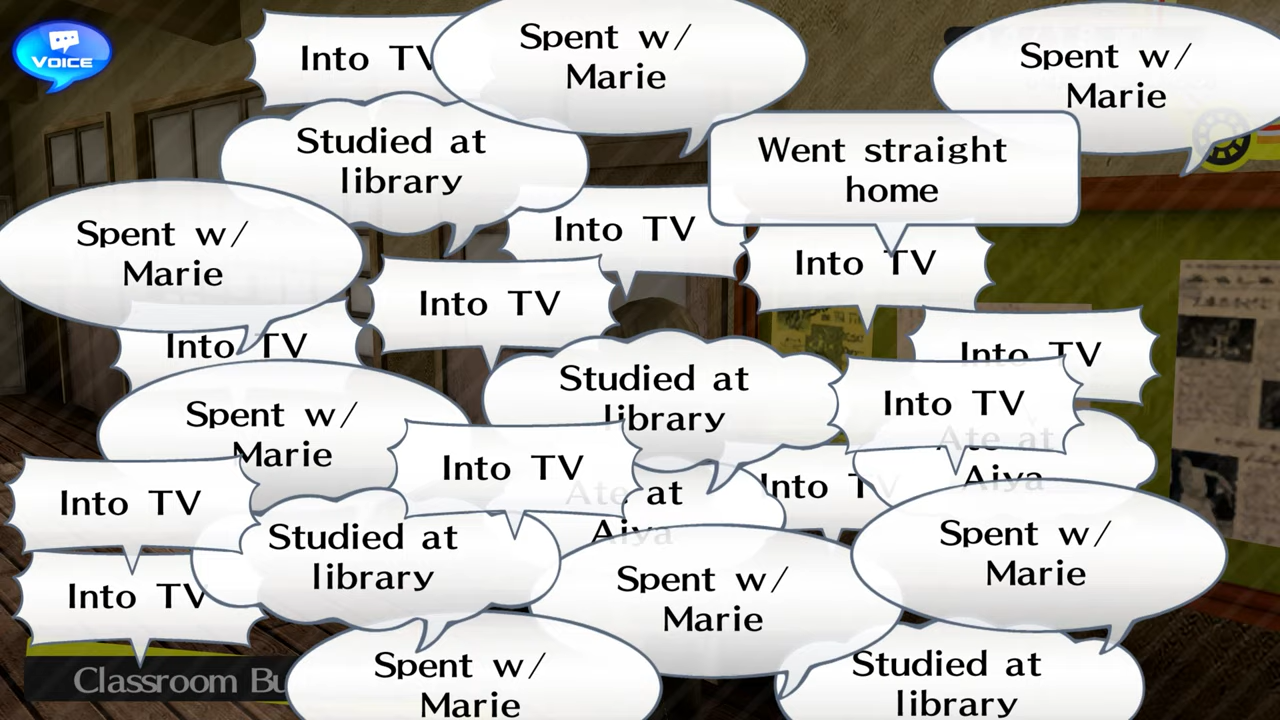 VOICE
Into TV
Spent w/
Marie
Spent w/
Marie
Studied at
library
Went straight
home
Spent w/
Marie
Into TV
Into TV
Into TV
Into TV
Into TV
Studied at
library
Into TV
Spent w/
Marie
Ate at
Aiya
Into TV
Into TV
Into TV
Ate at
Aiya
Studied at
library
Spent w/
Marie
Spent w/
Marie
Into TV
Spent w/
Marie
Studied at
library
Classroom Bu